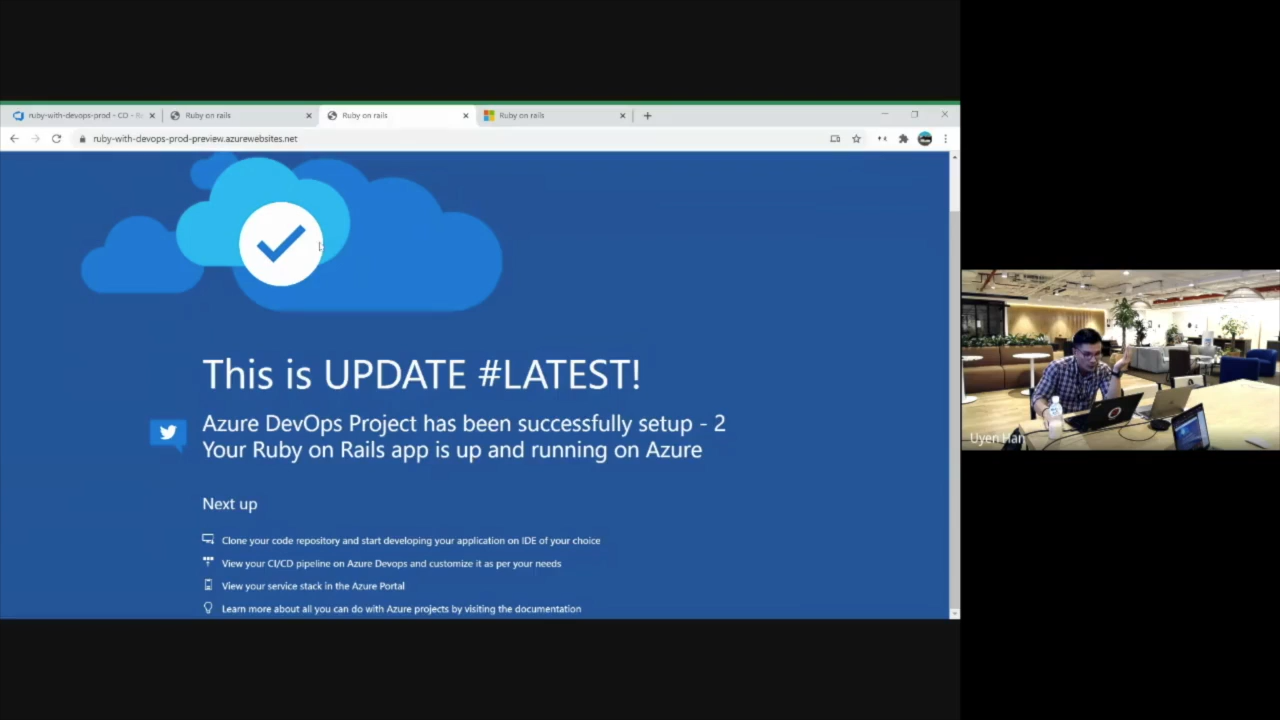 ruby-with-devops-prod - CD - R
Ruby on rails
Ruby on rails
Ruby on rails
ruby-with-devops-prod-preview.azurewebsites.net
This is UPDATE #LATEST!
Azure DevOps Project has been successfully setup - 2
Your Ruby on Rails app is up and running on Azure
Next up
Clone your code repository and start developing your application on IDE of your choice
View your CI/CD pipeline on Azure Devops and customize it as per your needs
View your service stack in the Azure Portal
Learn more about all you can do with Azure projects by visiting the documentation
Uyen Han